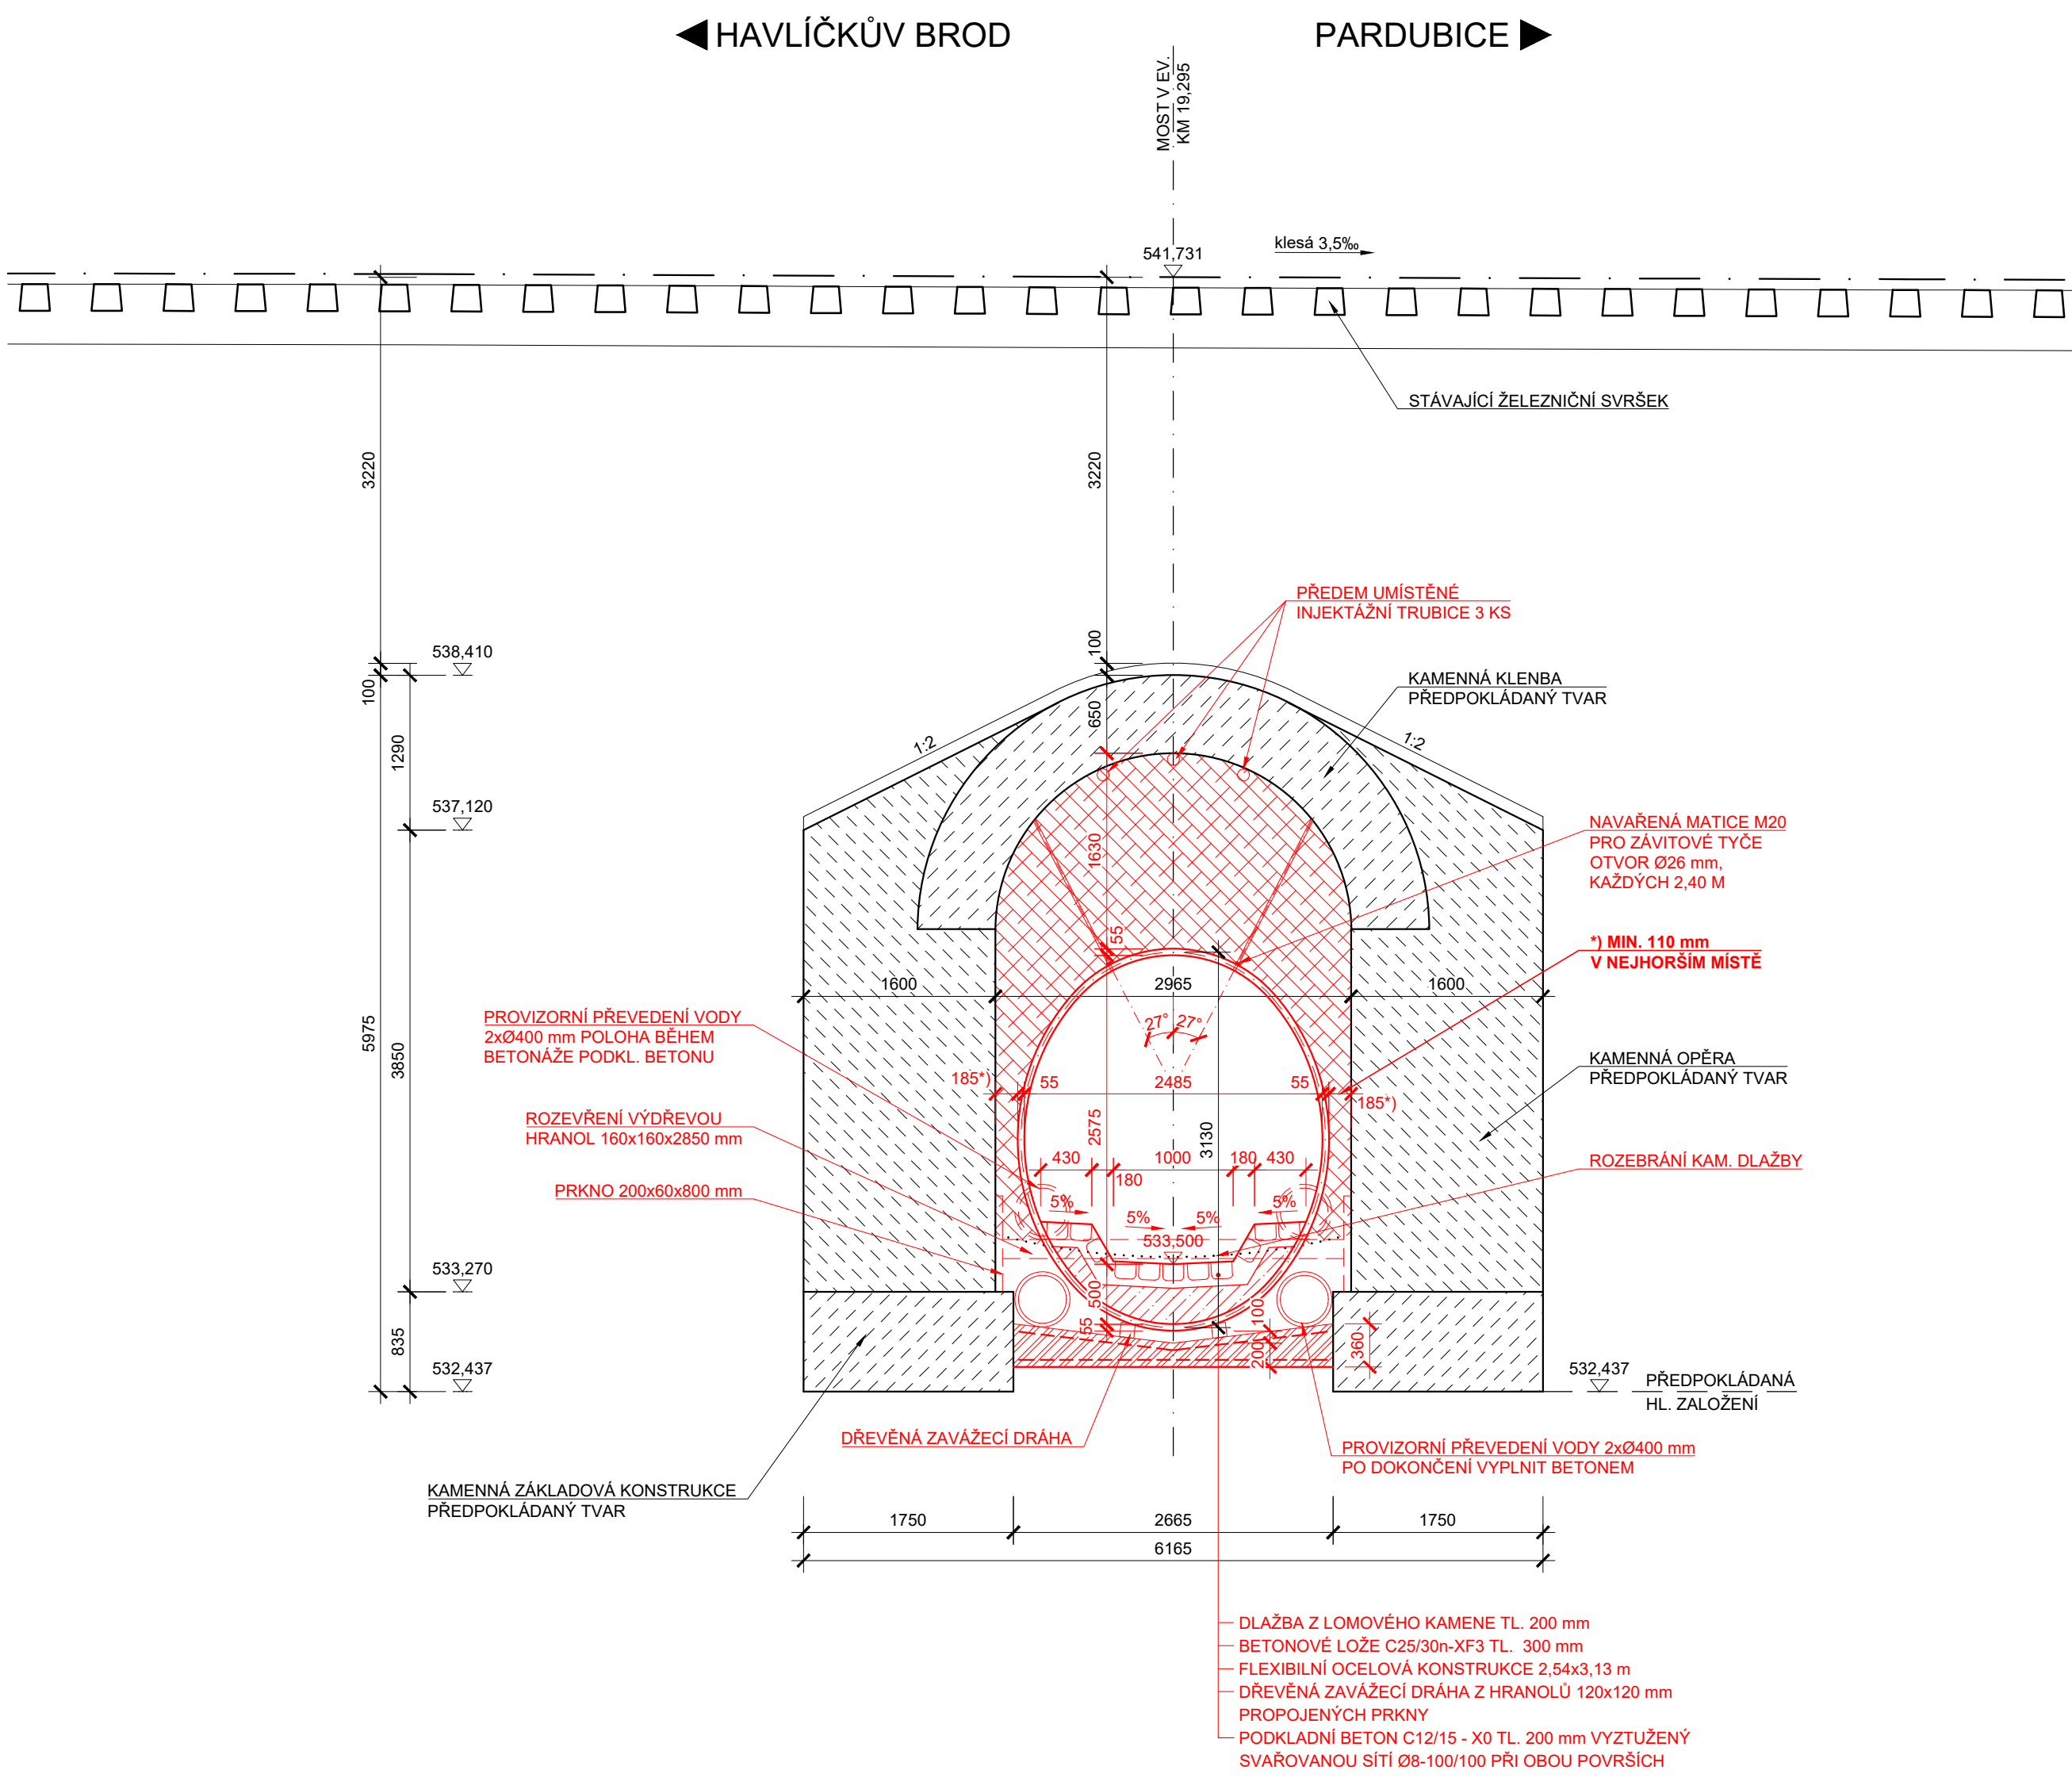 HAVLÍČKŮV BROD
PARDUBICE
MOST V EV.
KM 19,295
541,731
klesá 3,5‰
STÁVAJÍCÍ ŽELEZNIČNÍ SVRŠEK
3220
3220
PŘEDEM UMÍSTĚNÉ
INJEKTÁŽNÍ TRUBICE 3 KS
538,410
100
100
KAMENNÁ KLENBA
PŘEDPOKLÁDANÝ TVAR
650
1:2
1:2
1290
537,120
NAVAŘENÁ MATICE M20
PRO ZÁVITOVÉ TYČE
OTVOR Ø26 mm,
KAŽDÝCH 2,40 M
1630
55
*) MIN. 110 mm
V NEJHORŠÍM MÍSTĚ
1600
2965
1600
PROVIZORNÍ PŘEVEDENÍ VODY
2xØ400 mm POLOHA BĚHEM
BETONÁŽE PODKL. BETONU
27°
27°
5975
3850
KAMENNÁ OPĚRA
PŘEDPOKLÁDANÝ TVAR
185*)
55
2485
55
185*)
ROZEVŘENÍ VÝDŘEVOU
HRANOL 160x160x2850 mm
2575
3130
430
1000
180
430
180
ROZEBRÁNÍ KAM. DLAŽBY
PRKNO 200x60x800 mm
5%
5%
5%
5%
533,500
533,270
500
55
100
200
360
835
532,437
532,437
PŘEDPOKLÁDANÁ
HL. ZALOŽENÍ
DŘEVĚNÁ ZAVÁŽECÍ DRÁHA
PROVIZORNÍ PŘEVEDENÍ VODY 2xØ400 mm
PO DOKONČENÍ VYPLNIT BETONEM
KAMENNÁ ZÁKLADOVÁ KONSTRUKCE
PŘEDPOKLÁDANÝ TVAR
1750
2665
1750
6165
DLAŽBA Z LOMOVÉHO KAMENE TL. 200 mm
BETONOVÉ LOŽE C25/30n-XF3 TL. 300 mm
FLEXIBILNÍ OCELOVÁ KONSTRUKCE 2,54x3,13 m
DŘEVĚNÁ ZAVÁŽECÍ DRÁHA Z HRANOLŮ 120x120 mm
PROPOJENÝCH PRKNY
PODKLADNÍ BETON C12/15 - X0 TL. 200 mm VYZTUŽENÝ
SVAŘOVANOU SÍTÍ Ø8-100/100 PŘI OBOU POVRŠÍCH